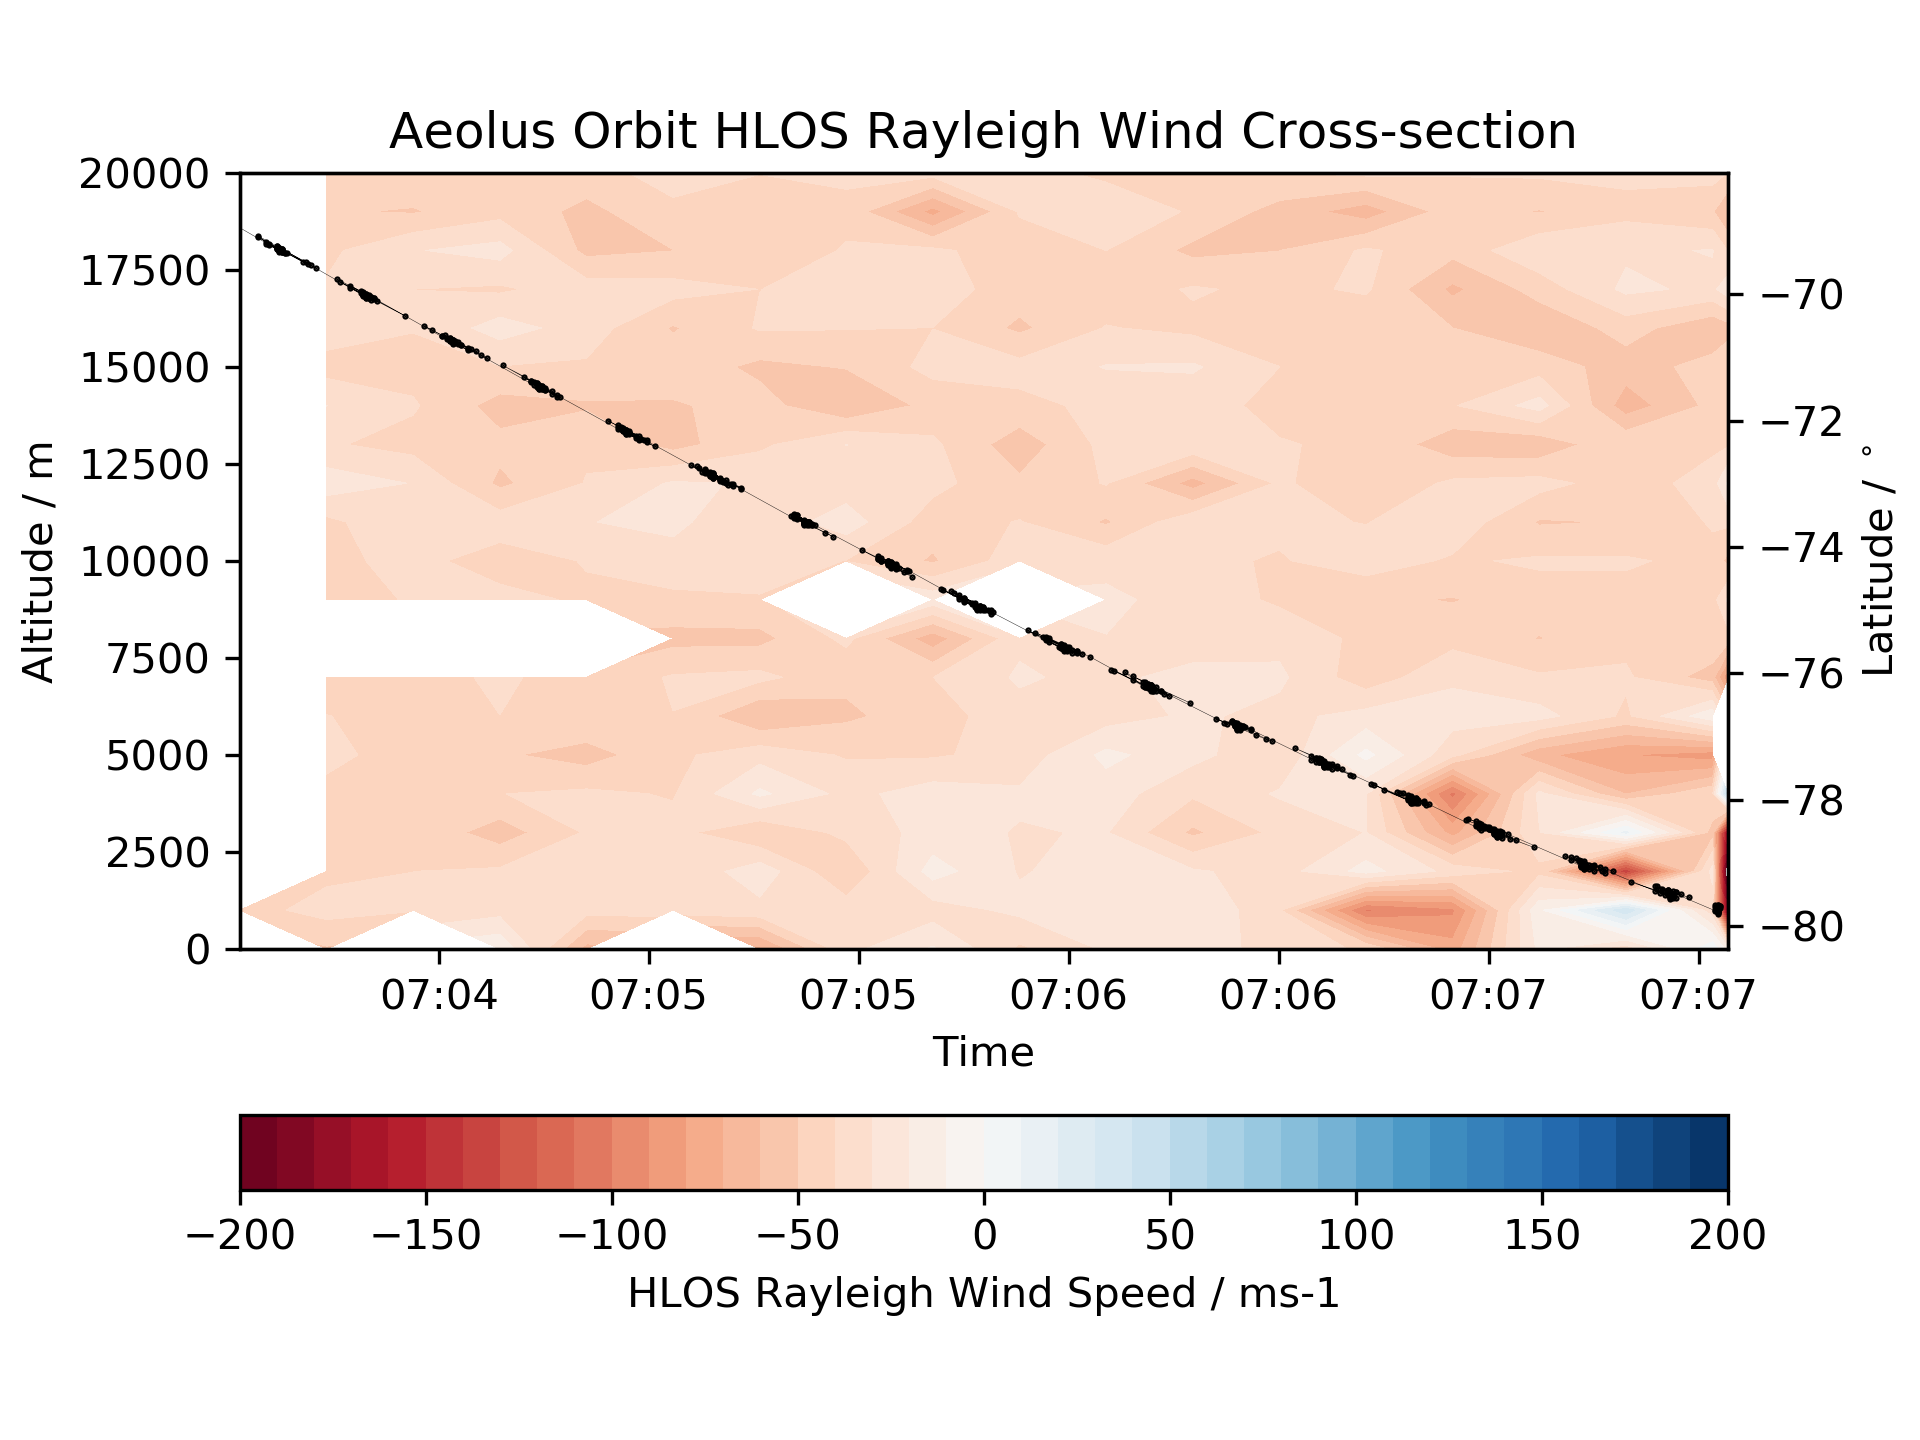 Aeolus Orbit HLOS Rayleigh Wind Cross-section
20000
17500
15000
12500
10000
7500
5000
2500
0
Altitude / m
−70
−72
−74
−76
−78
−80
Latitude / °
07:04 07:05 07:05 07:06 07:06 07:07 07:07
Time
−200 −150 −100 −50 0 50 100 150 200
HLOS Rayleigh Wind Speed / ms-1